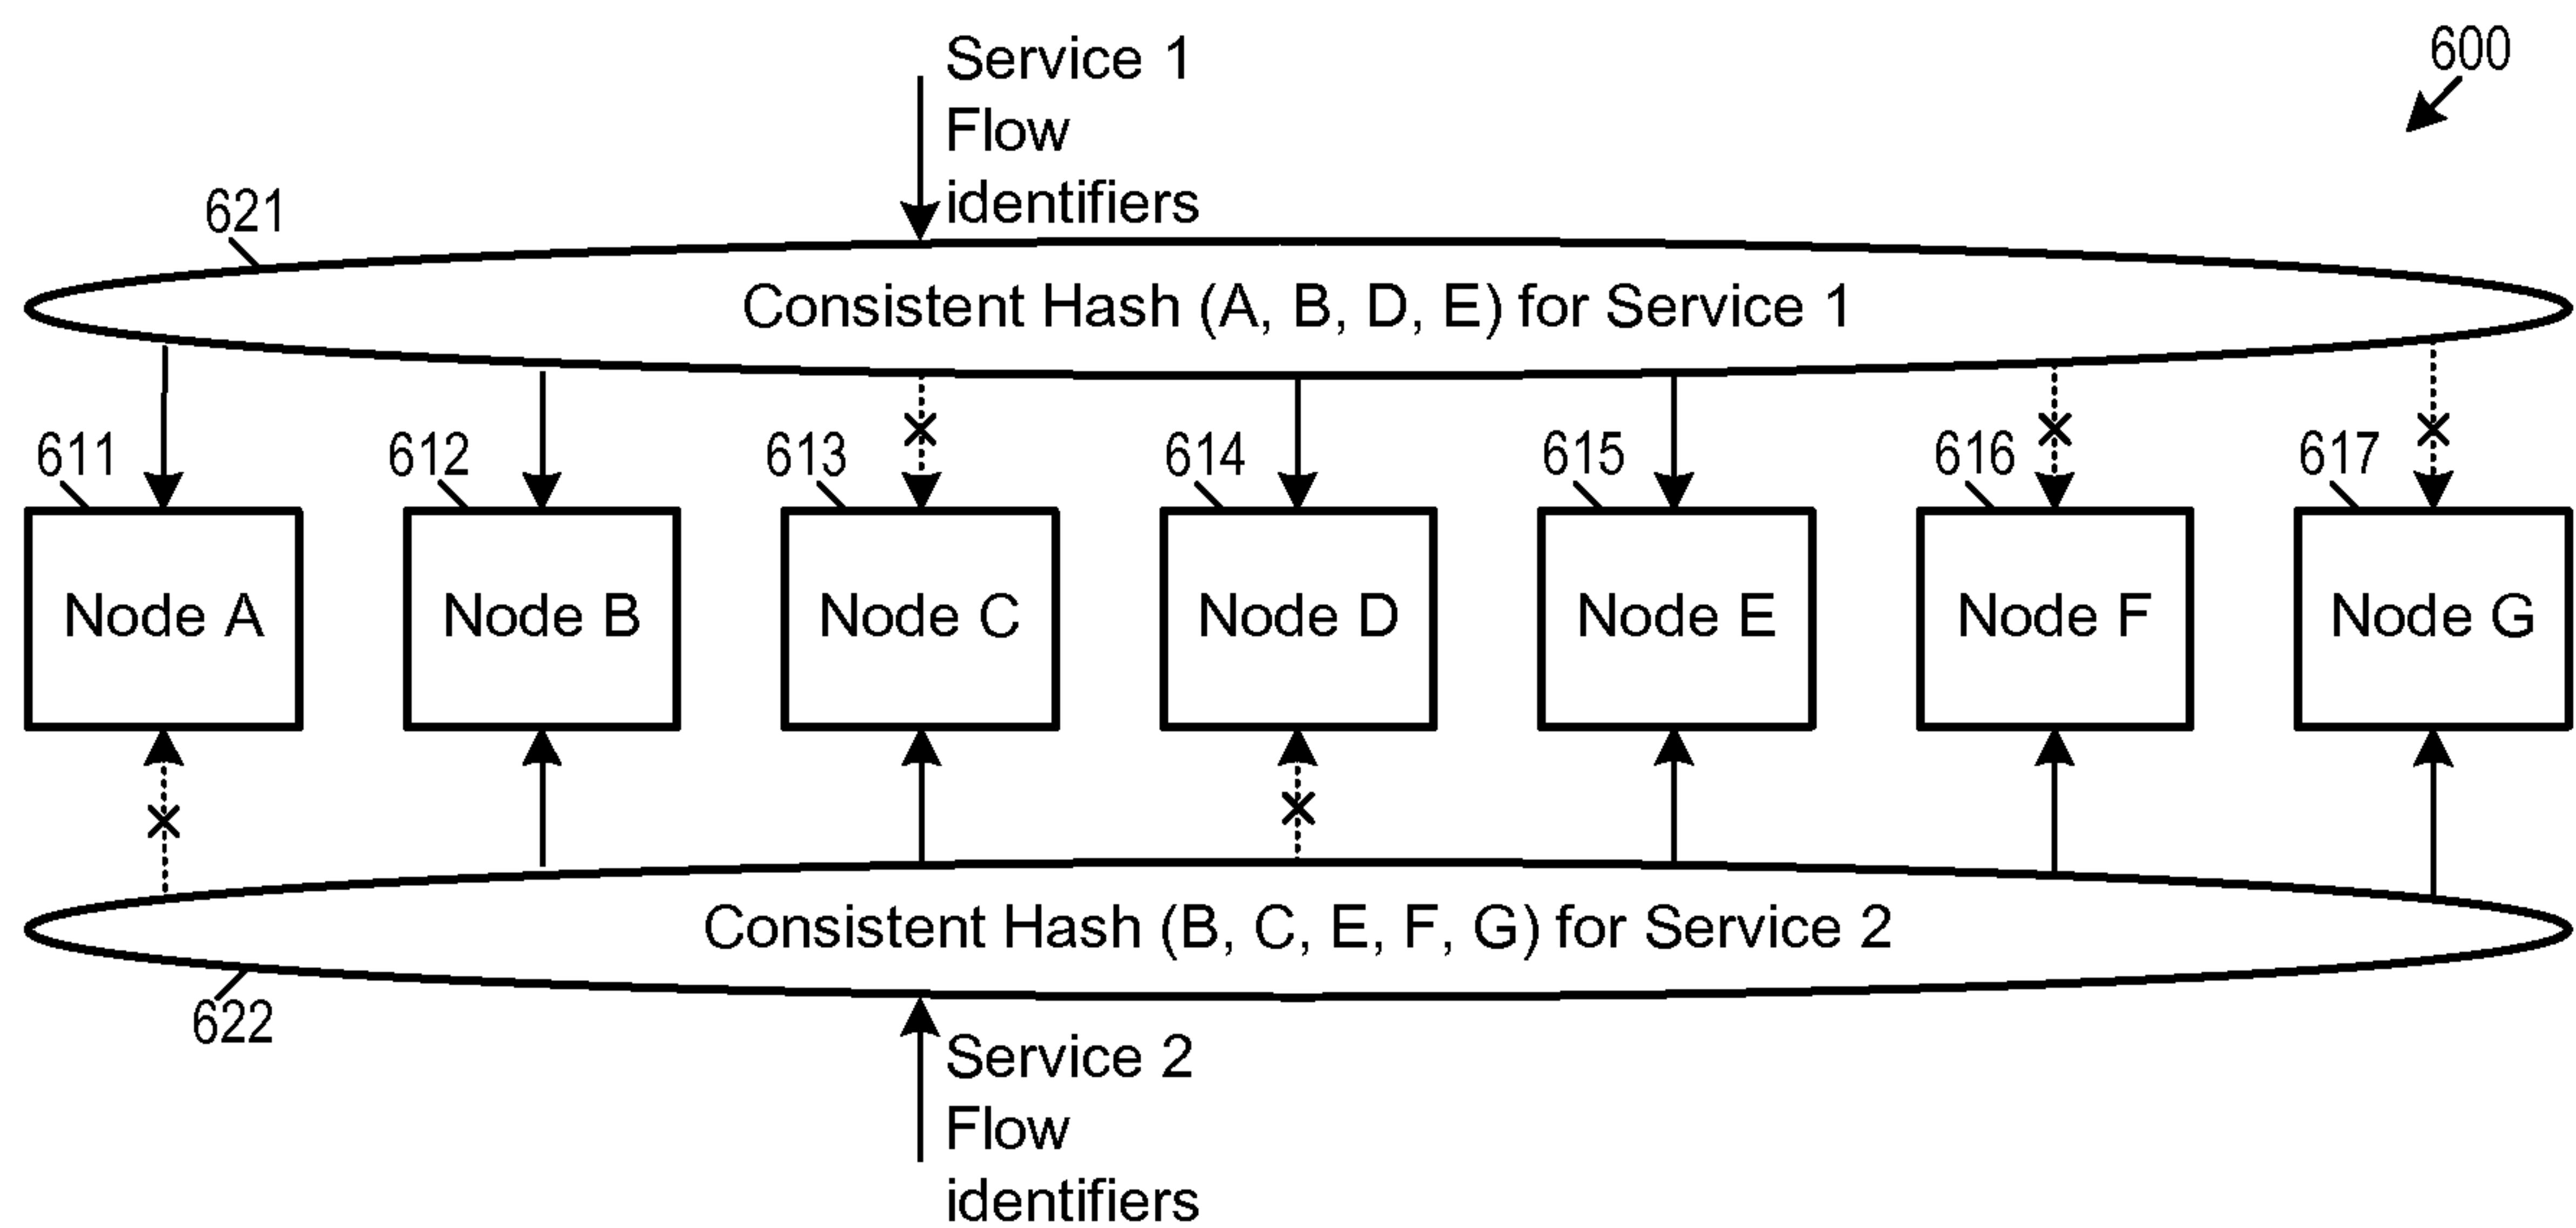 Service 1
Flow
identifiers
600
621
Consistent Hash (A, B, D, E) for Service 1
611
612
613
614
615
616
617
Node A
Node B
Node C
Node D
Node E
Node F
Node G
Consistent Hash (B, C, E, F, G) for Service 2
622
Service 2
Flow
identifiers